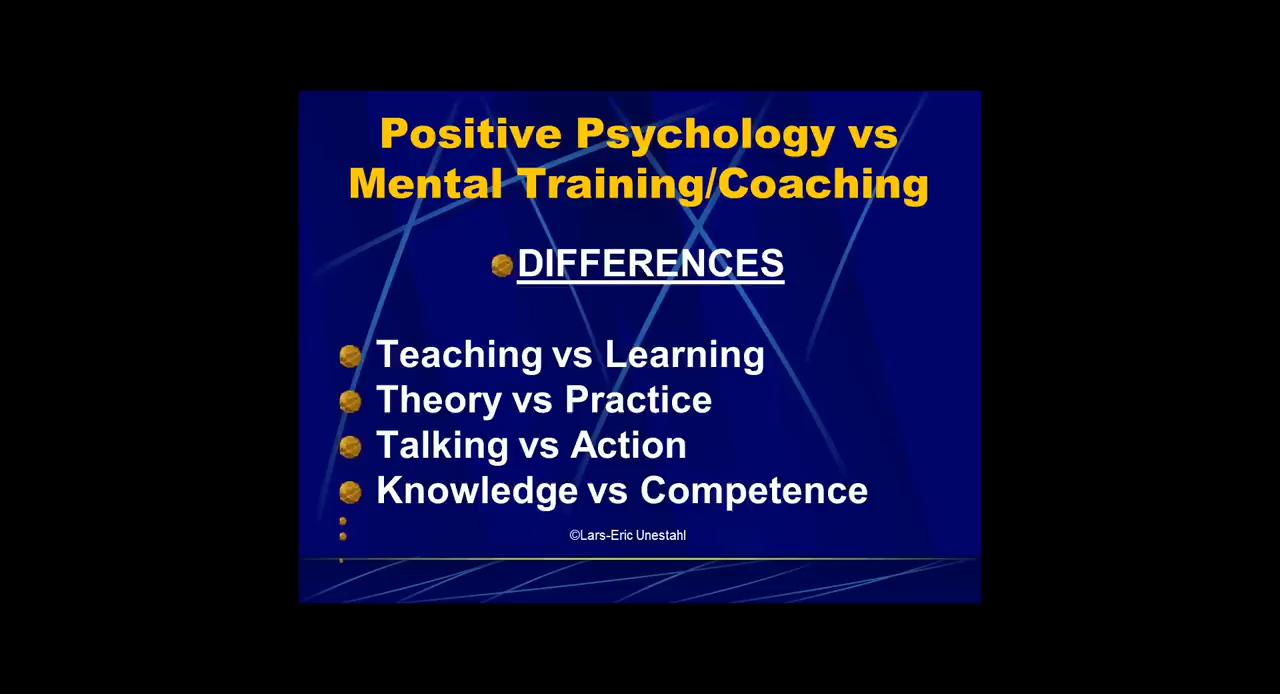 Positive Psychology vs
Mental Training/Coaching
DIFFERENCES
Teaching vs Learning
Theory vs Practice
Talking vs Action
Knowledge vs Competence
©Lars-Eric Unestahl